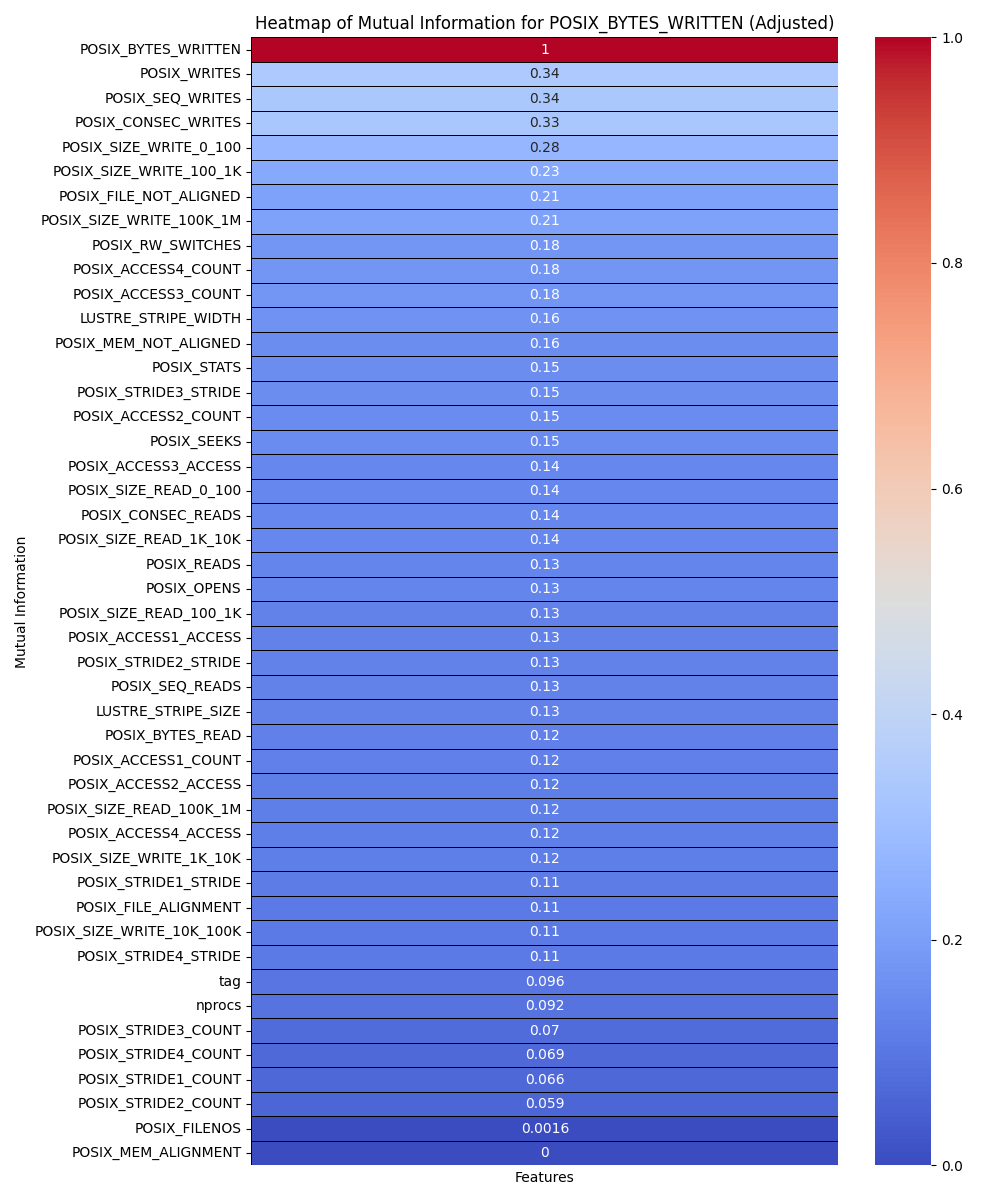 Heatmap of Mutual Information for POSIX_BYTES_WRITTEN (Adjusted)
POSIX_BYTES_WRITTEN 1
POSIX_WRITES 0.34
POSIX_SEQ_WRITES 0.34
POSIX_CONSEC_WRITES 0.33
POSIX_SIZE_WRITE_0_100 0.28
POSIX_SIZE_WRITE_100_1K 0.23
POSIX_FILE_NOT_ALIGNED 0.21
POSIX_SIZE_WRITE_100K_1M 0.21
POSIX_RW_SWITCHES 0.18
POSIX_ACCESS4_COUNT 0.18
POSIX_ACCESS3_COUNT 0.18
LUSTRE_STRIPE_WIDTH 0.16
POSIX_MEM_NOT_ALIGNED 0.16
POSIX_STATS 0.15
POSIX_STRIDE3_STRIDE 0.15
POSIX_ACCESS2_COUNT 0.15
POSIX_SEEKS 0.15
POSIX_ACCESS3_ACCESS 0.14
POSIX_SIZE_READ_0_100 0.14
POSIX_CONSEC_READS 0.14
POSIX_SIZE_READ_1K_10K 0.14
POSIX_READS 0.13
POSIX_OPENS 0.13
POSIX_SIZE_READ_100_1K 0.13
POSIX_ACCESS1_ACCESS 0.13
POSIX_STRIDE2_STRIDE 0.13
POSIX_SEQ_READS 0.13
LUSTRE_STRIPE_SIZE 0.13
POSIX_BYTES_READ 0.12
POSIX_ACCESS1_COUNT 0.12
POSIX_ACCESS2_ACCESS 0.12
POSIX_SIZE_READ_100K_1M 0.12
POSIX_ACCESS4_ACCESS 0.12
POSIX_SIZE_WRITE_1K_10K 0.12
POSIX_STRIDE1_STRIDE 0.11
POSIX_FILE_ALIGNMENT 0.11
POSIX_SIZE_WRITE_10K_100K 0.11
POSIX_STRIDE4_STRIDE 0.11
tag 0.096
nprocs 0.092
POSIX_STRIDE3_COUNT 0.07
POSIX_STRIDE4_COUNT 0.069
POSIX_STRIDE1_COUNT 0.066
POSIX_STRIDE2_COUNT 0.059
POSIX_FILENOS 0.0016
POSIX_MEM_ALIGNMENT 0
Mutual Information
Features
1.0
0.8
0.6
0.4
0.2
0.0